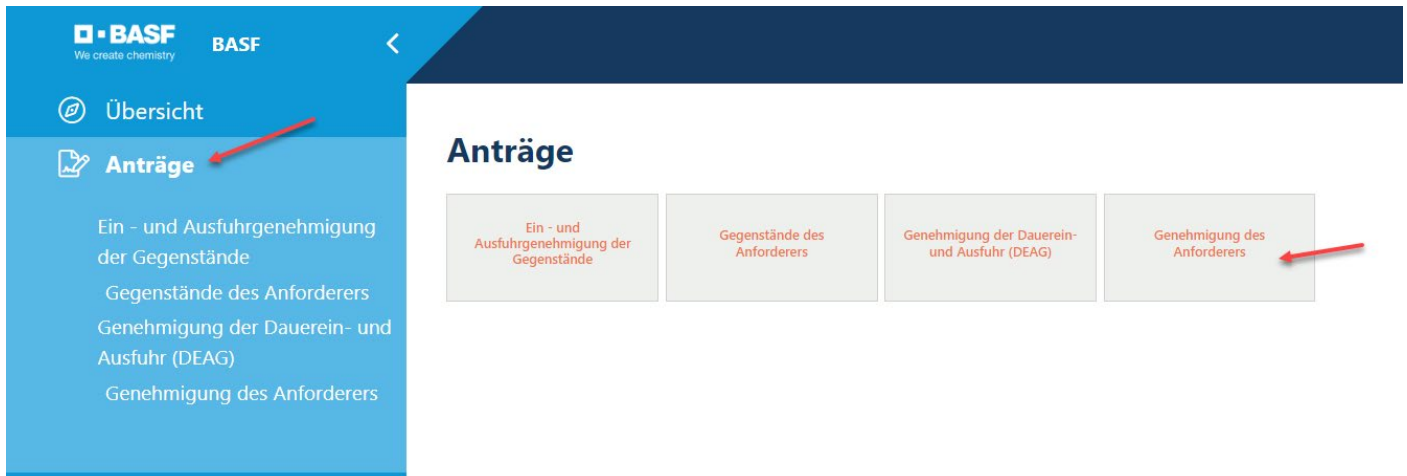 BASF
We create chemistry
BASF
Übersicht
Anträge
Ein - und Ausfuhrgenehmigung
der Gegenstände
Gegenstände des Anforderers
Genehmigung der Dauerein- und
Ausfuhr (DEAG)
Genehmigung des Anforderers
Anträge
Ein - und
Ausfuhrgenehmigung der
Gegenstände
Gegenstände des
Anforderers
Genehmigung der Dauerein-
und Ausfuhr (DEAG)
Genehmigung des
Anforderers